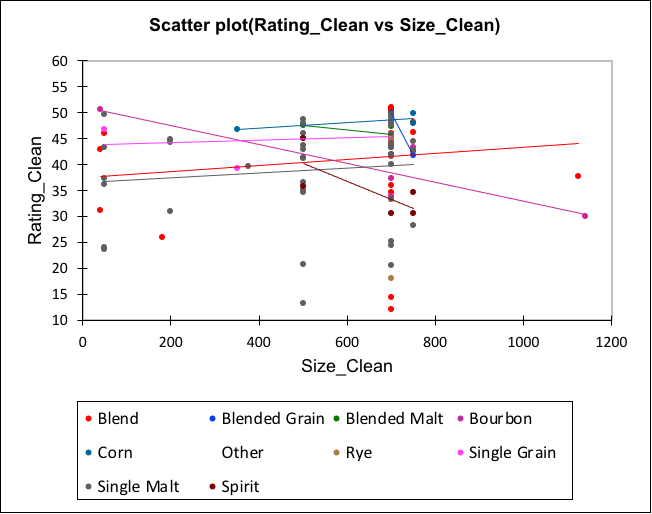 Scatter plot(Rating_Clean vs Size_Clean)
60
55
50
45
40
35
30
25
20
15
10
Rating_Clean
0 200 400 600 800 1000 1200
Size_Clean
Blend Blended Grain Blended Malt Bourbon
Corn Other Rye Single Grain
Single Malt Spirit